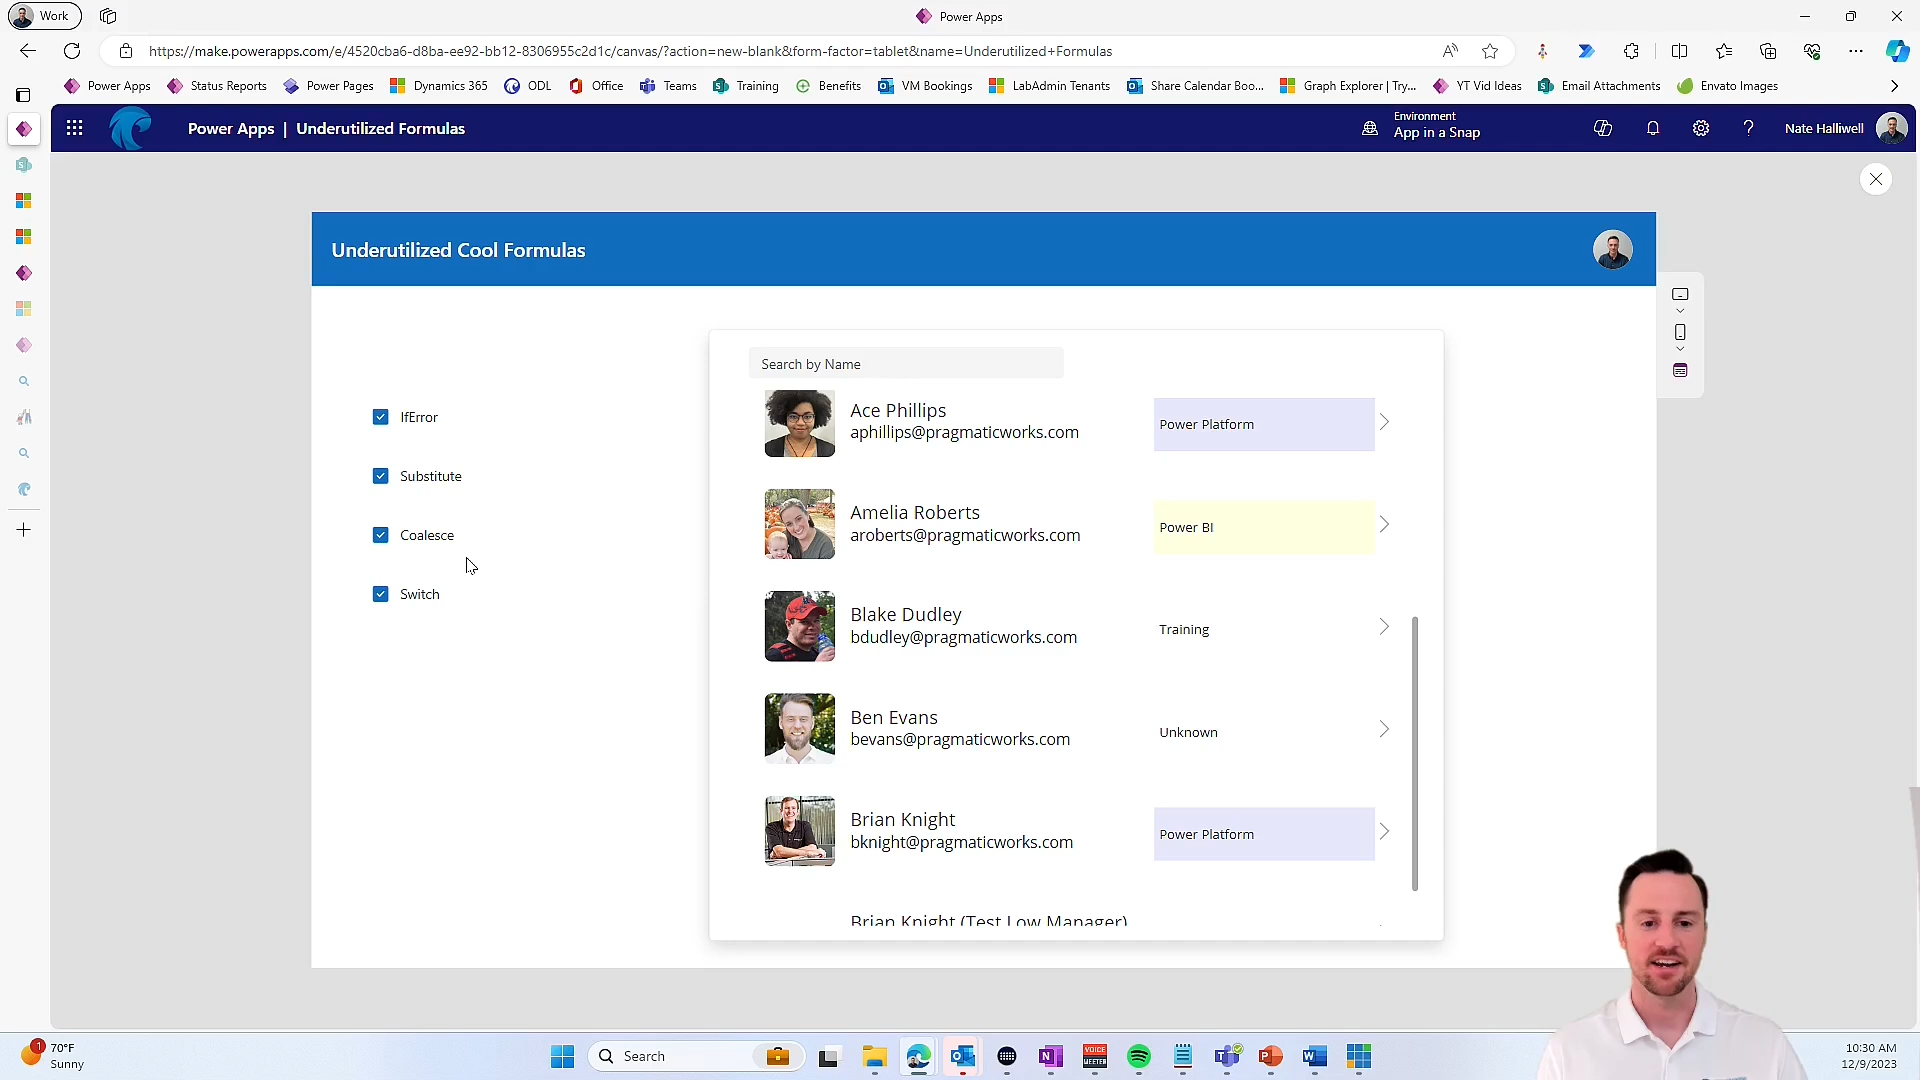 Work
Power Apps
https://make.powerapps.com/e/4520cba6-d8ba-ee92-bb12-8306955c2d1c/canvas/?action=new-blank&form-factor=tablet&name=Underutilized+Formulas
Power Apps
Status Reports
Power Pages
Dynamics 365
ODL
Office
Teams
Training
Benefits
VM Bookings
LabAdmin Tenants
Share Calendar Boo...
Graph Explorer | Try...
YT Vid Ideas
Email Attachments
Envato Images
Power Apps | Underutilized Formulas
Environment
App in a Snap
Nate Halliwell
Underutilized Cool Formulas
IfError
Substitute
Coalesce
Switch
Search by Name
Ace Phillips
aphillips@pragmaticworks.com
Power Platform
Amelia Roberts
aroberts@pragmaticworks.com
Power BI
Blake Dudley
bdudley@pragmaticworks.com
Training
Ben Evans
bevans@pragmaticworks.com
Unknown
Brian Knight
bknight@pragmaticworks.com
Power Platform
Brian Knight (Test Low Manager)
1
70°F
Sunny
Search
VOICE
MEETER
10:30 AM
12/9/2023